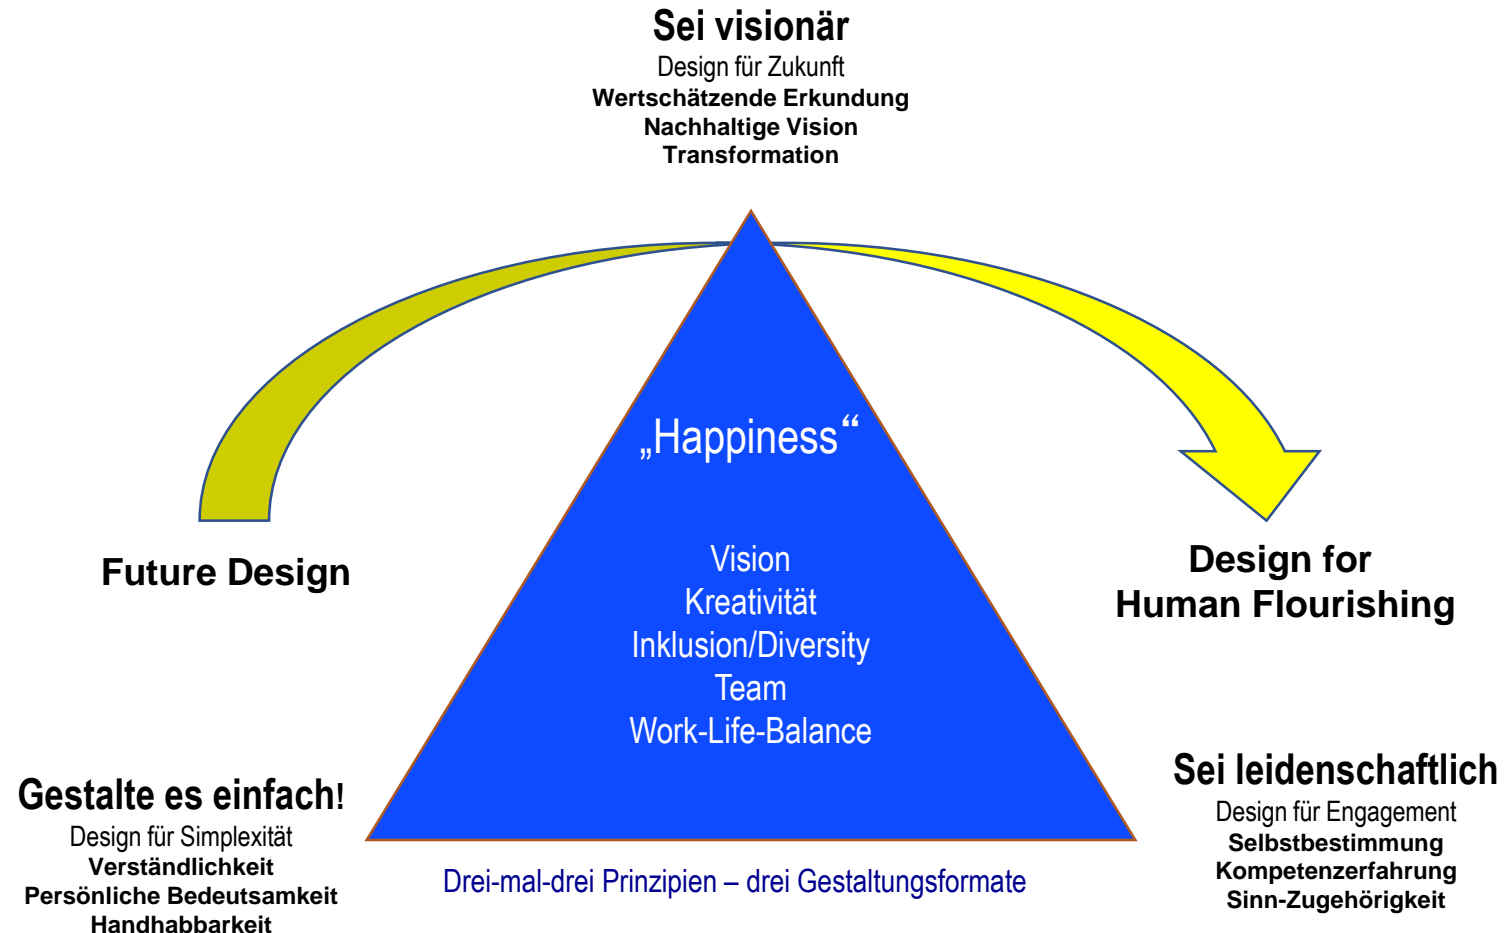 Sei visionär
Design für Zukunft
Wertschätzende Erkundung
Nachhaltige Vision
Transformation
„Happiness“
Vision
Kreativität
Inklusion/Diversity
Team
Work-Life-Balance
Future Design
Design for
Human Flourishing
Gestalte es einfach!
Design für Simplexität
Verständlichkeit
Persönliche Bedeutsamkeit
Handhabbarkeit
Drei-mal-drei Prinzipien – drei Gestaltungsformate
Sei leidenschaftlich
Design für Engagement
Selbstbestimmung
Kompetenzerfahrung
Sinn-Zugehörigkeit